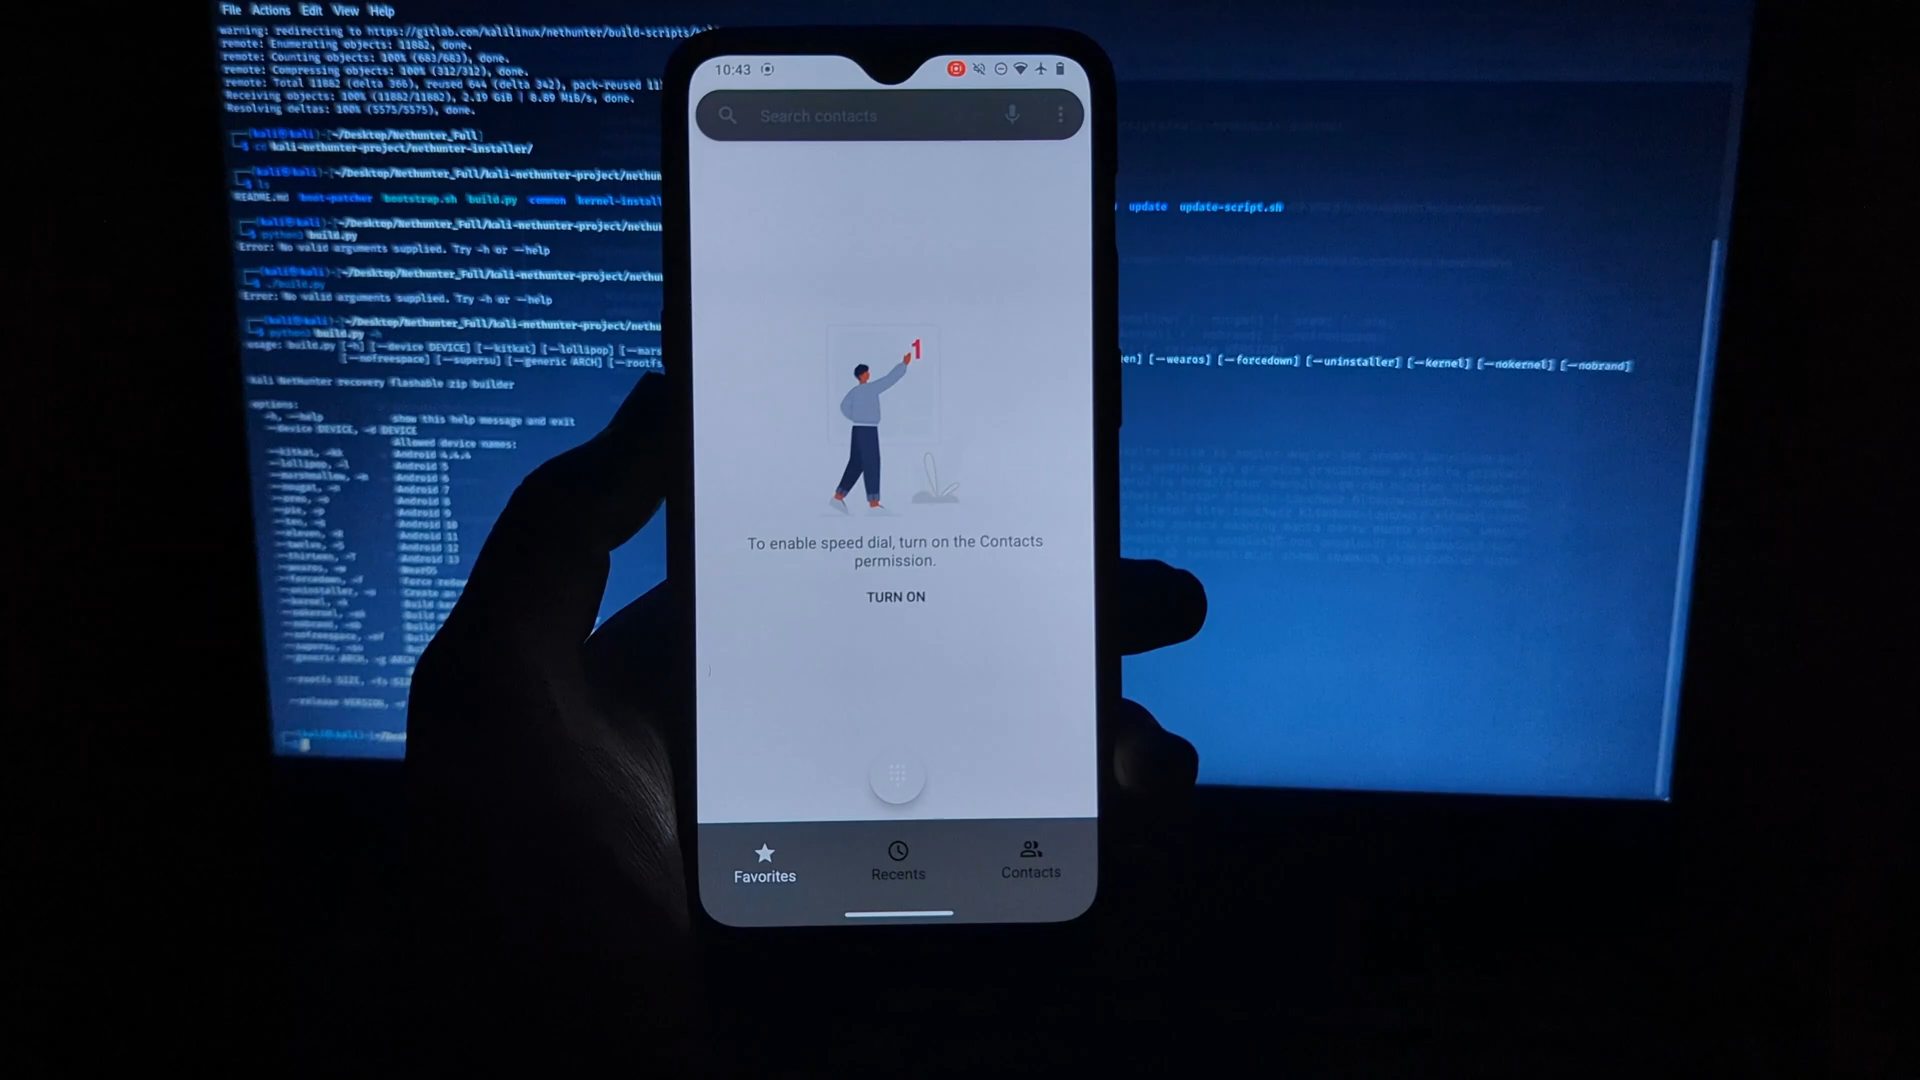 File Actions Edit View Help
warning: redirecting to https://gitlab.com/kalilinux/nethunter/build-scripts/
remote: Enumerating objects: 11882, done.
remote: Counting objects: 100% (683/683), done.
remote: Compressing objects: 100% (312/312), done.
remote: Total 11882 (delta 366), reused 644 (delta 342), pack-reused
Receiving objects: 100% (11882/11882), 2.19 GiB | 8.89 MiB/s, done.
Resolving deltas: 100% (5575/5575), done.
(kali㉿kali)-[~/Desktop/Nethunter_Full]
$ cd kali-nethunter-project/nethunter-installer/
(kali㉿kali)-[~/Desktop/Nethunter_Full/kali-nethunter-project/nethun
$ ls
README.md boot-patcher bootstrap.sh build.py common kernel-install update update-script.sh
(kali㉿kali)-[~/Desktop/Nethunter_Full/kali-nethunter-project/nethu
$ python3 build.py
Error: No valid arguments supplied. Try -h or --help
(kali㉿kali)-[~/Desktop/Nethunter_Full/kali-nethunter-project/nethu
$ ./build.py
Error: No valid arguments supplied. Try -h or --help
(kali㉿kali)-[~/Desktop/Nethunter_Full/kali-nethunter-project/nethu
$ python3 build.py -h
usage: build.py [-h] [--device DEVICE] [--kitkat] [--lollipop] [--mars en] [--wearos] [--forcedown] [--uninstaller] [--kernel] [--nokernel] [--nobrand]
[--nofreespace] [--supersu] [--generic ARCH] [--rootfs
Kali NetHunter recovery flashable zip builder
options:
-h, --help show this help message and exit
--device DEVICE, -d DEVICE
Allowed device names:
--kitkat, -kk Android 4.4.4
--lollipop, -l Android 5
--marshmallow, -m Android 6
--nougat, -n Android 7
--oreo, -o Android 8
--pie, -p Android 9
--ten, Android 10
--eleven, Android 11
--twelve, Android 12
--thirteen, Android 13
--wearos, WearOS
--forcedown, Force
--uninstaller, Create an
--kernel, Build
--nokernel, Build
--nobrand, Build
--nofreespace,
--supersu,
--generic ARCH, -g ARCH
--rootfs SIZE, -fs SIZ
--release VERSION,
(kali㉿kali)-[~/Des
10:43
Search contacts
1
To enable speed dial, turn on the Contacts
permission.
TURN ON
Favorites Recents Contacts